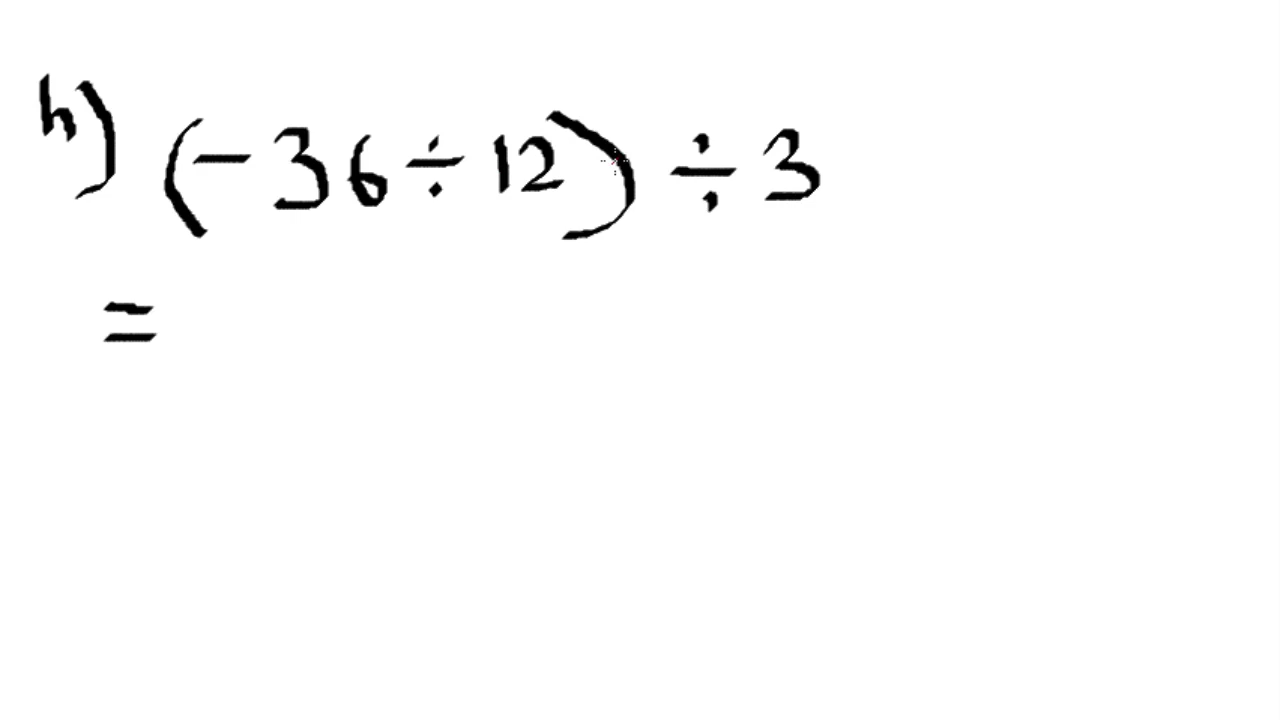 h) (-36÷12) ÷3
=